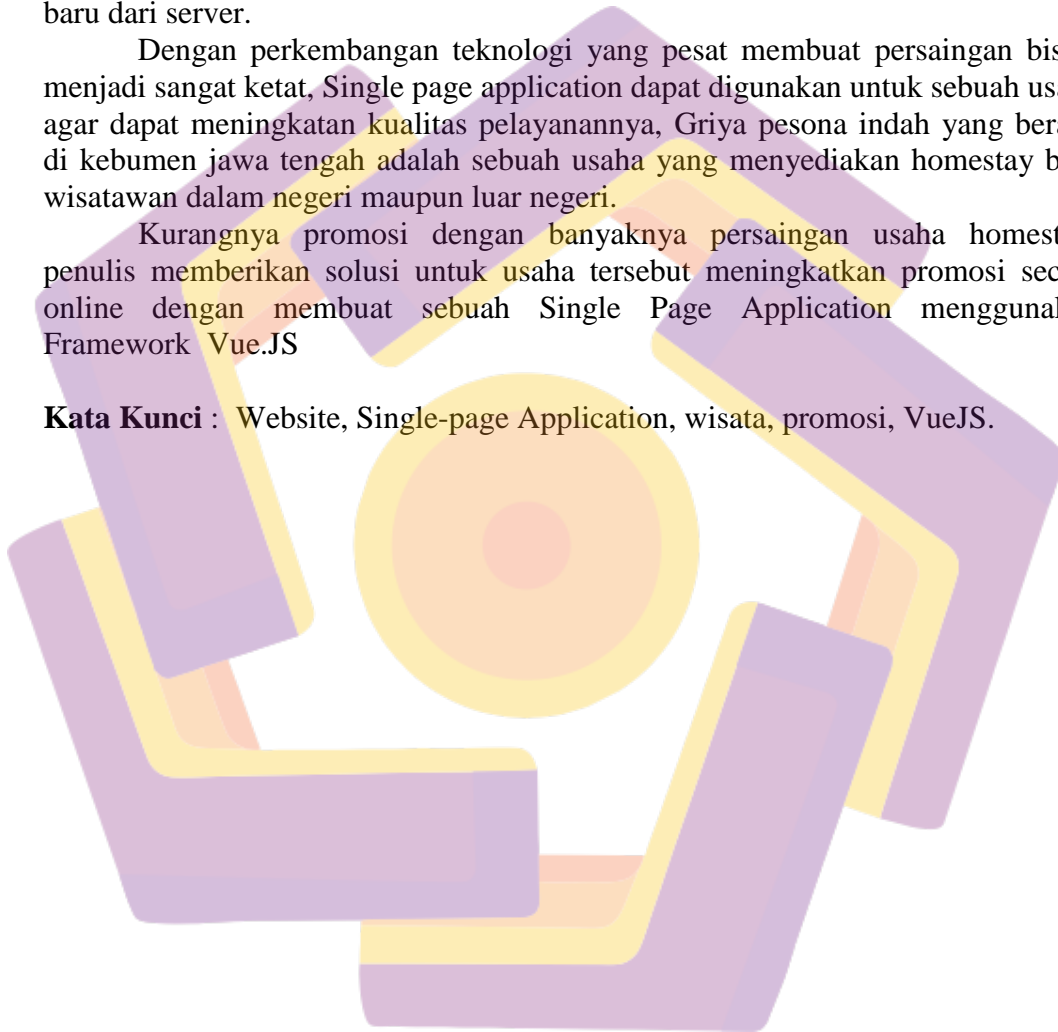 baru dari server.
Dengan perkembangan teknologi yang pesat membuat persaingan bis
menjadi sangat ketat, Single page application dapat digunakan untuk sebuah usa
agar dapat meningkatan kualitas pelayanannya, Griya pesona indah yang bera
di kebumen jawa tengah adalah sebuah usaha yang menyediakan homestay b
wisatawan dalam negeri maupun luar negeri.
Kurangnya promosi dengan banyaknya persaingan usaha homest
penulis memberikan solusi untuk usaha tersebut meningkatkan promosi sec
online dengan membuat sebuah Single Page Application menggunal
Framework Vue.JS
Kata Kunci : Website, Single-page Application, wisata, promosi, VueJS.